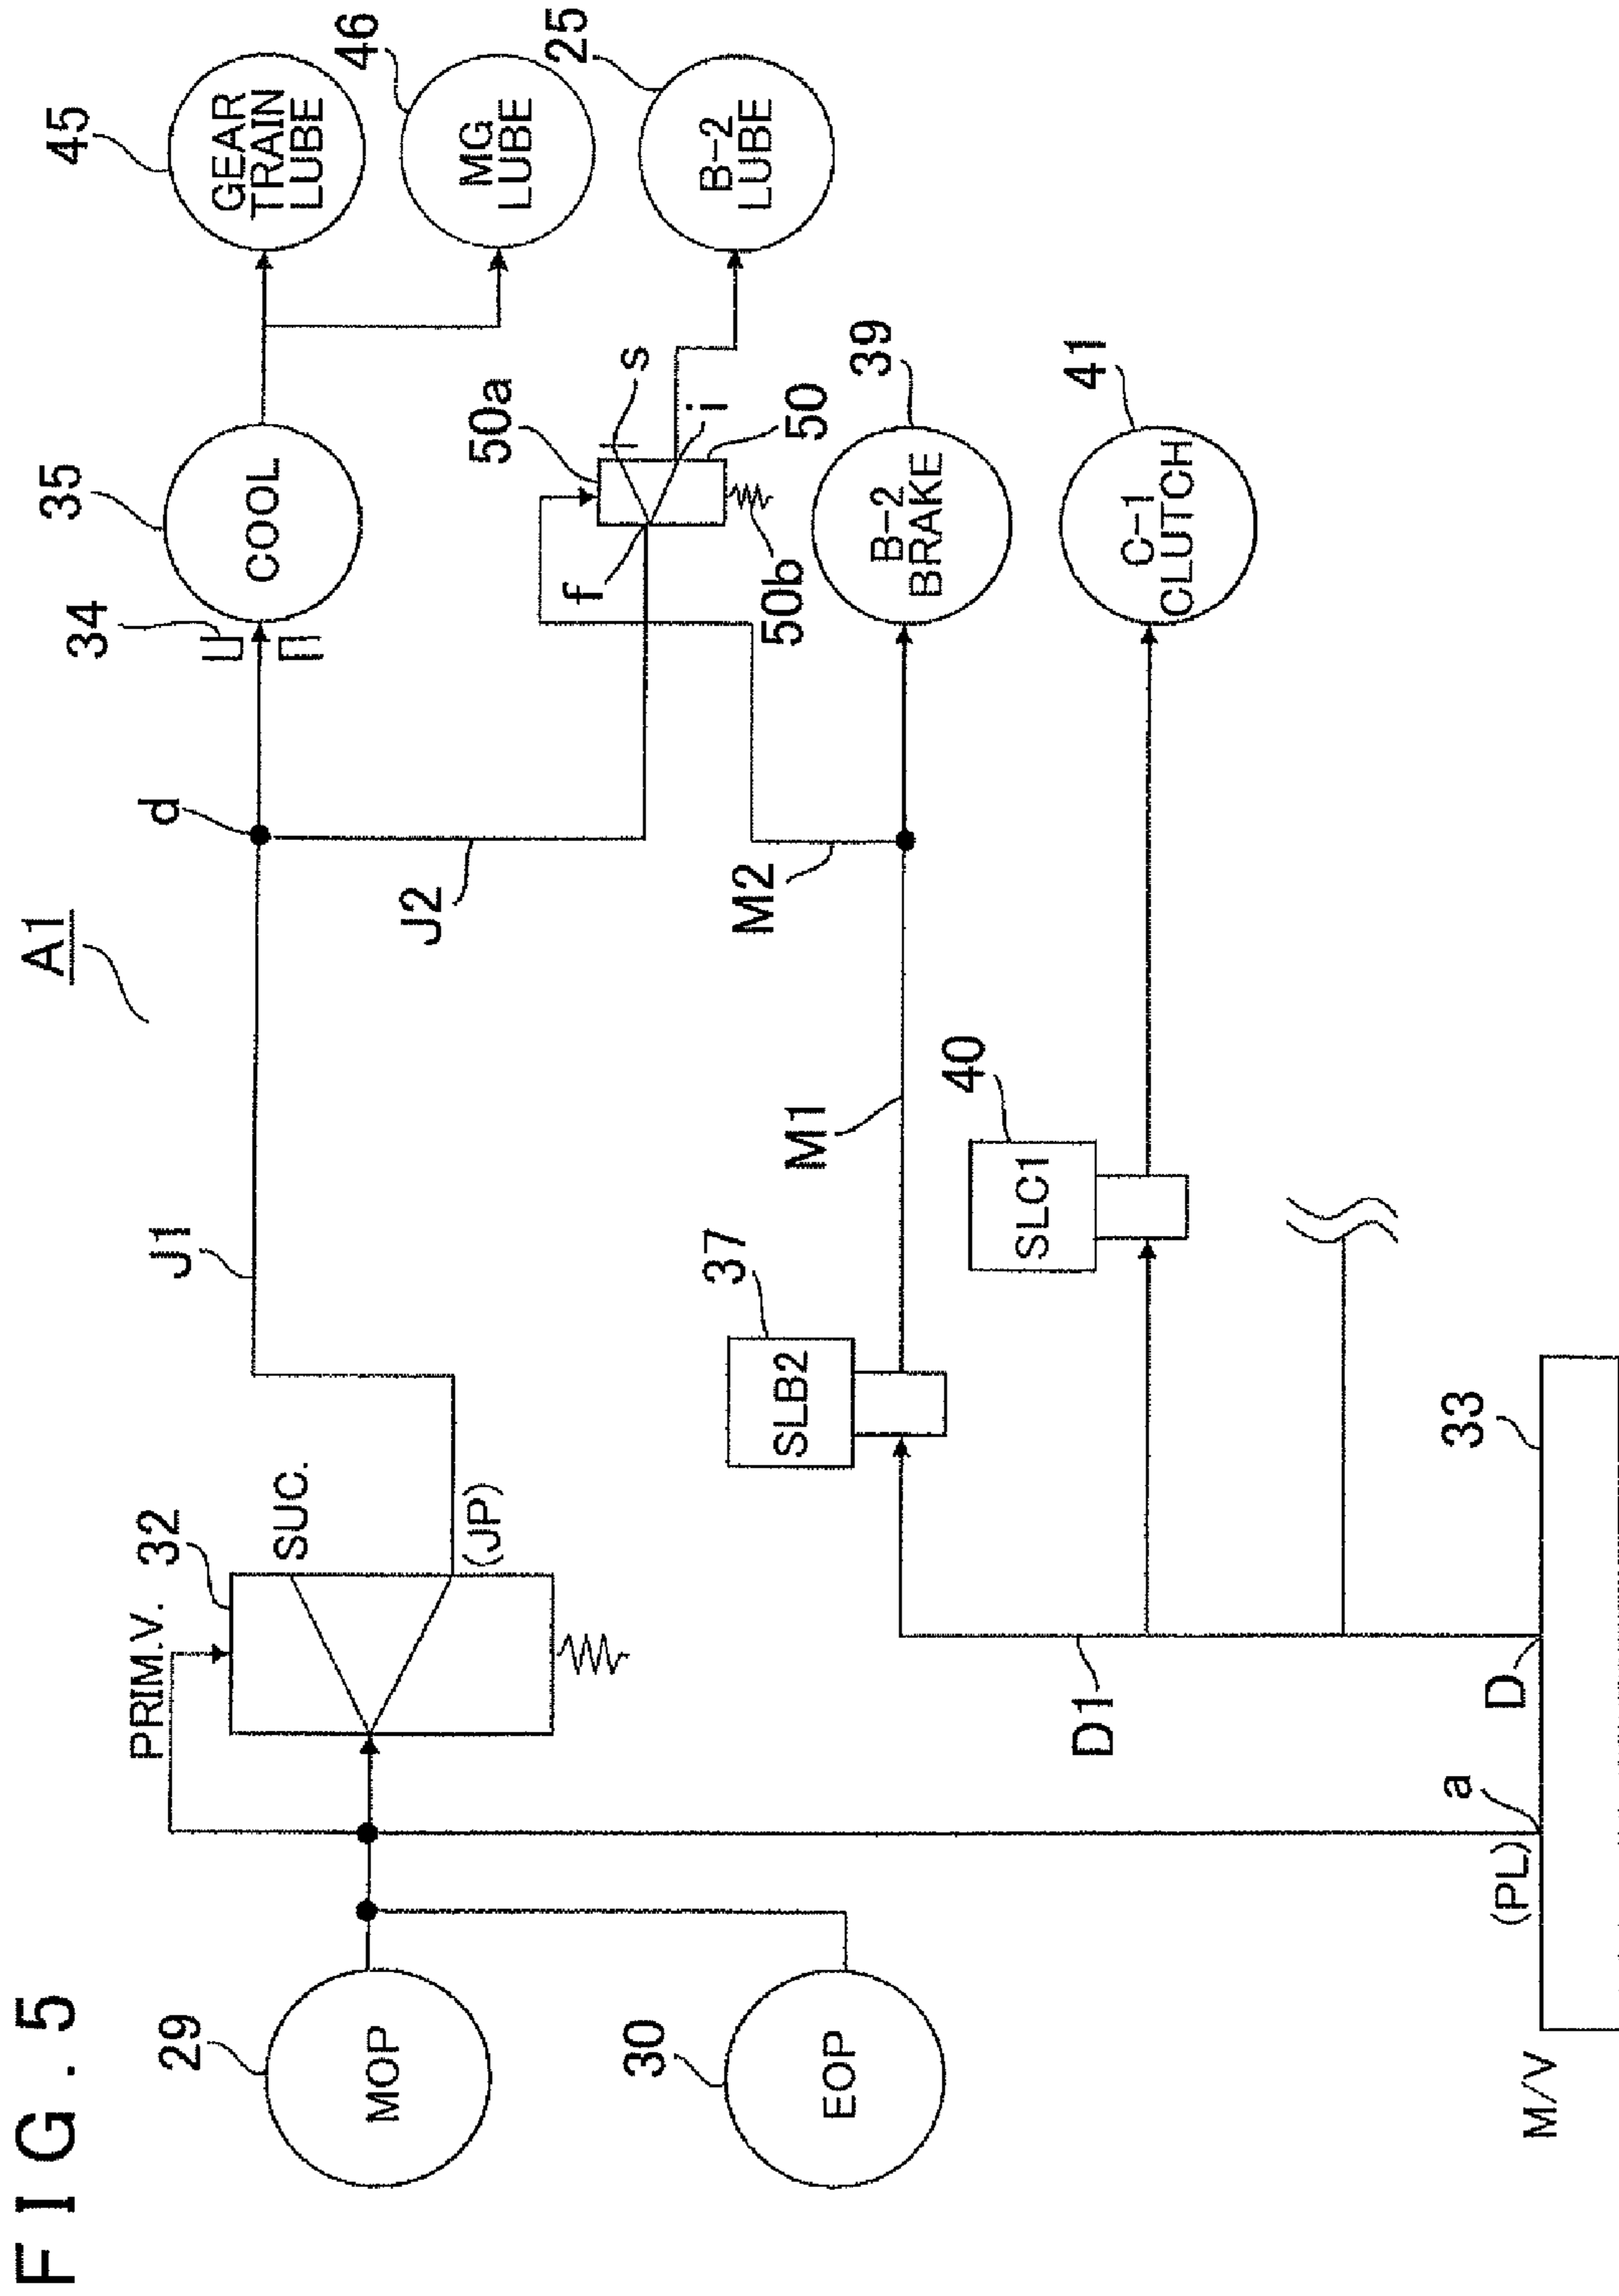 FIG. 5
A1
29
MOP
30
EOP
PRIM.V.
32
SUC.
(JP)
J1
d
34
35
COOL
45
GEAR
TRAIN
LUBE
46
MG
LUBE
25
B-2
LUBE
J2
f
50a
s
i
50
50b
M2
39
B-2
BRAKE
37
SLB2
M1
40
SLC1
41
C-1
CLUTCH
D1
M/V
(PL)
a
D
33